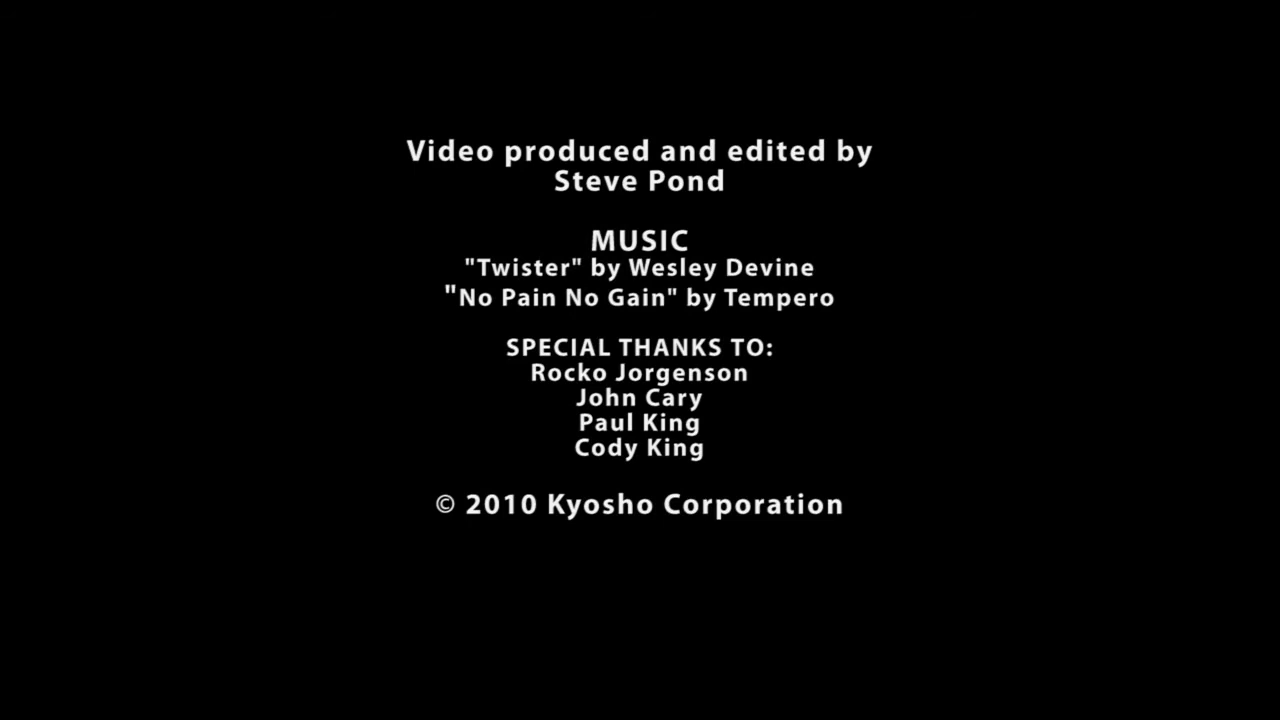 Video produced and edited by
Steve Pond
MUSIC
"Twister" by Wesley Devine
"No Pain No Gain" by Tempero
SPECIAL THANKS TO:
Rocko Jorgenson
John Cary
Paul King
Cody King
© 2010 Kyosho Corporation